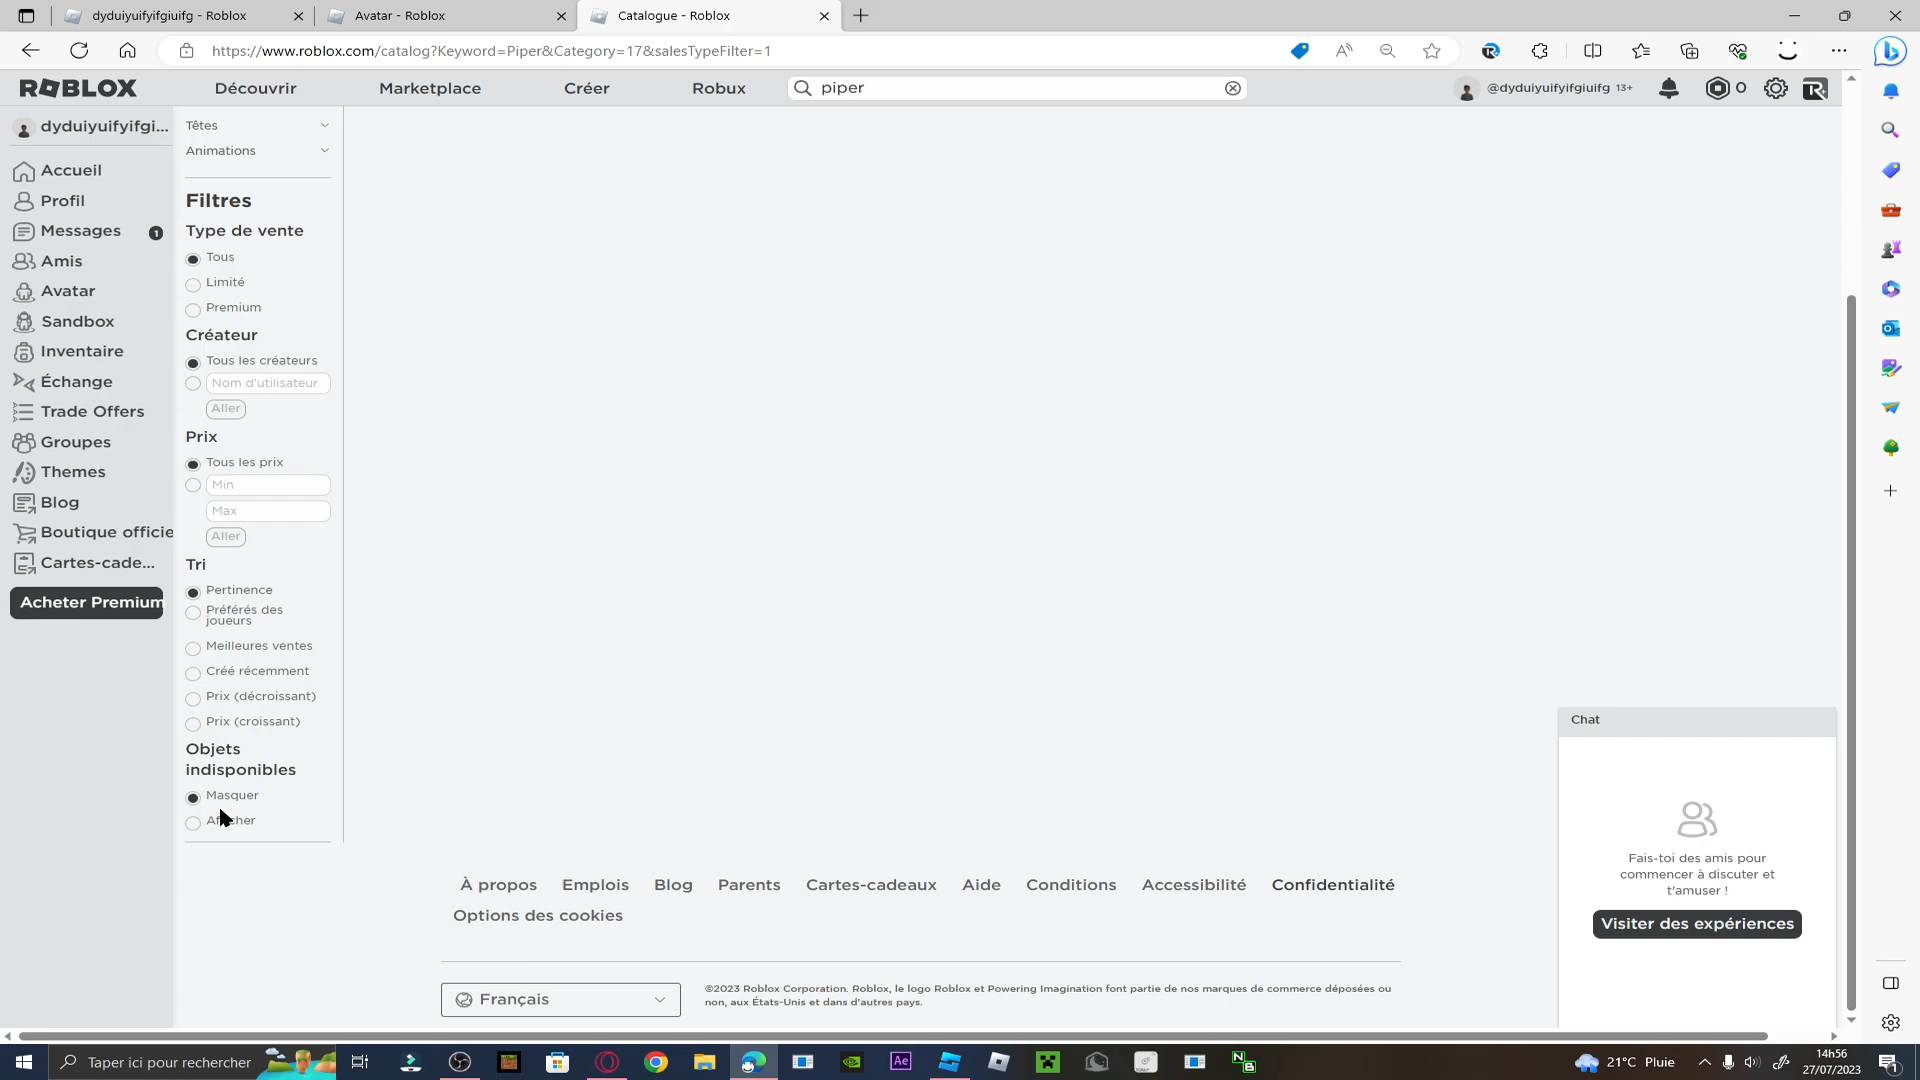 dyduiyuifyifgiuifg - Roblox
Avatar - Roblox
Catalogue - Roblox
https://www.roblox.com/catalog?Keyword=Piper&Category=17&salesTypeFilter=1
ROBLOX
Découvrir
Marketplace
Créer
Robux
piper
@dyduiyuifyifgiuifg 13+
0
dyduiyuifyifgi...
Accueil
Profil
Messages
1
Amis
Avatar
Sandbox
Inventaire
Échange
Trade Offers
Groupes
Themes
Blog
Boutique officie
Cartes-cade...
Acheter Premium
Têtes
Animations
Filtres
Type de vente
Tous
Limité
Premium
Créateur
Tous les créateurs
Nom d'utilisateur
Aller
Prix
Tous les prix
Min
Max
Aller
Tri
Pertinence
Préférés des
joueurs
Meilleures ventes
Créé récemment
Prix (décroissant)
Prix (croissant)
Objets
indisponibles
Masquer
Afficher
Chat
Fais-toi des amis pour
commencer à discuter et
t'amuser !
Visiter des expériences
À propos
Emplois
Blog
Parents
Cartes-cadeaux
Aide
Conditions
Accessibilité
Confidentialité
Options des cookies
Français
©2023 Roblox Corporation. Roblox, le logo Roblox et Powering Imagination font partie de nos marques de commerce déposées ou
non, aux États-Unis et dans d'autres pays.
Taper ici pour rechercher
Ae
21°C Pluie
14h56
27/07/2023
1